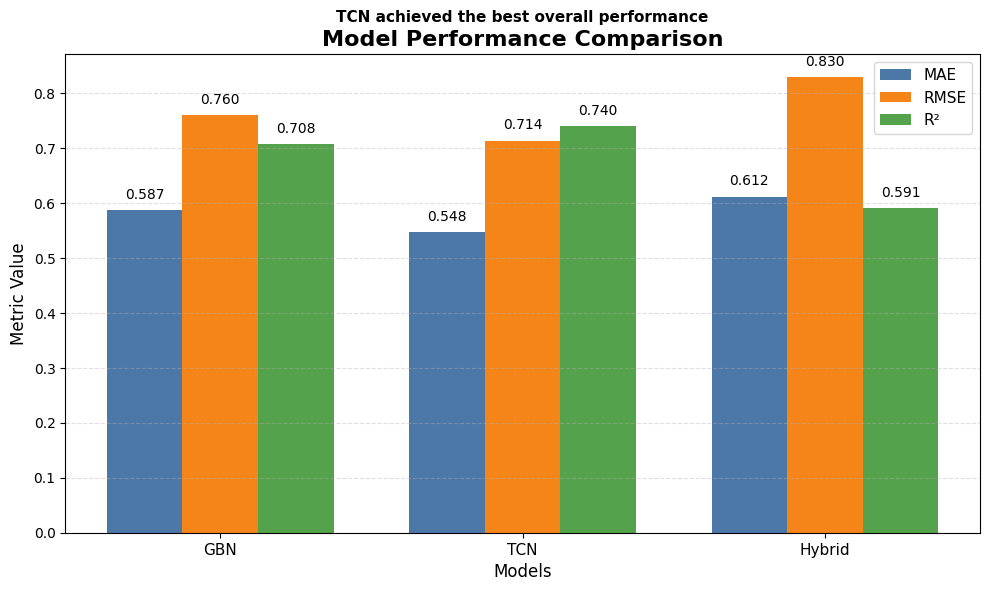 TCN achieved the best overall performance
Model Performance Comparison
MAE
RMSE
R²
0.587
0.760
0.708
0.548
0.714
0.740
0.612
0.830
0.591
Metric Value
0.8
0.7
0.6
0.5
0.4
0.3
0.2
0.1
0.0
GBN
TCN
Hybrid
Models